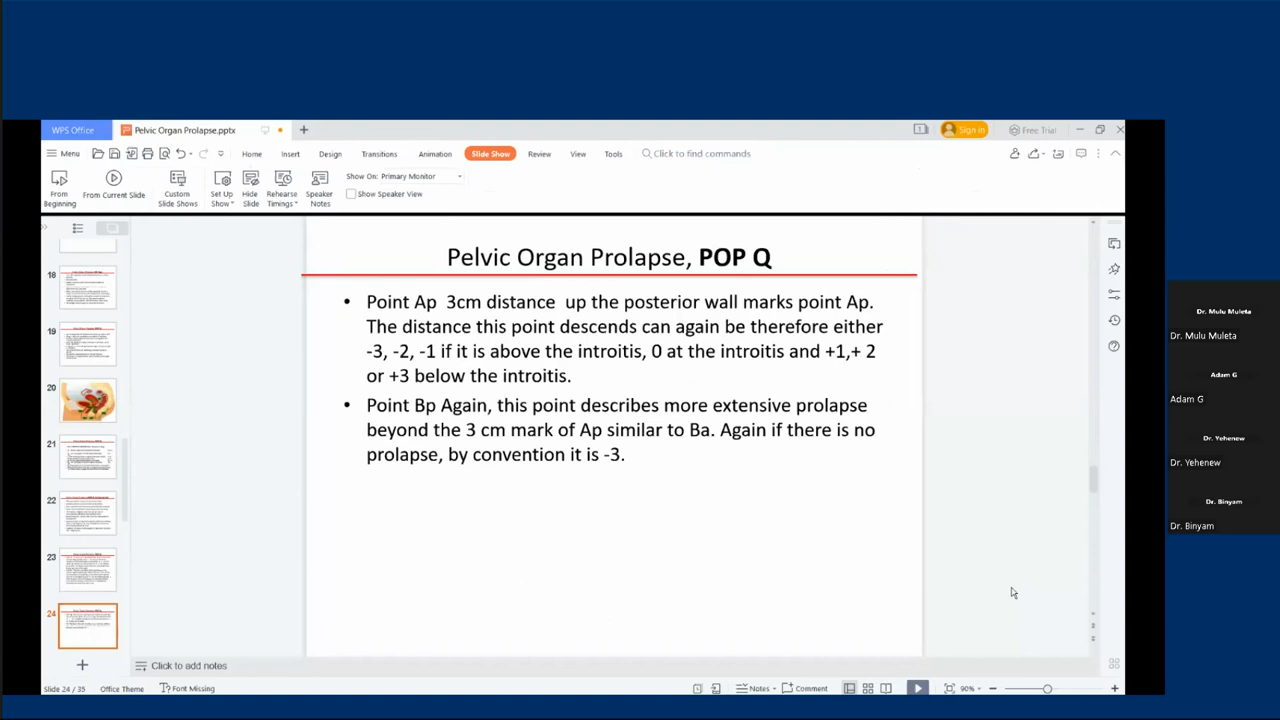 WPS Office
Pelvic Organ Prolapse.pptx
Sign in
Free Trial
Menu
Home
Insert
Design
Transitions
Animation
Slide Show
Review
View
Tools
Click to find commands
From Beginning
From Current Slide
Custom Slide Shows
Set Up Show
Hide Slide
Rehearse Timings
Speaker Notes
Show On: Primary Monitor
Show Speaker View
Pelvic Organ Prolapse, POP Q
• Point Ap 3cm distance up the posterior wall marks point Ap.
The distance this point descends can again be therefore either
-3, -2, -1 if it is above the introitis, 0 at the introitis and +1,+ 2
or +3 below the introitis.
• Point Bp Again, this point describes more extensive prolapse
beyond the 3 cm mark of Ap similar to Ba. Again if there is no
prolapse, by convention it is -3.
18
19
20
21
22
23
24
Click to add notes
Slide 24 / 35
Office Theme
Font Missing
Notes
Comment
90%
Dr. Mulu Muleta
Dr. Mulu Muleta
Adam G
Adam G
Dr. Yehenew
Dr. Yehenew
Dr. Binyam
Dr. Binyam